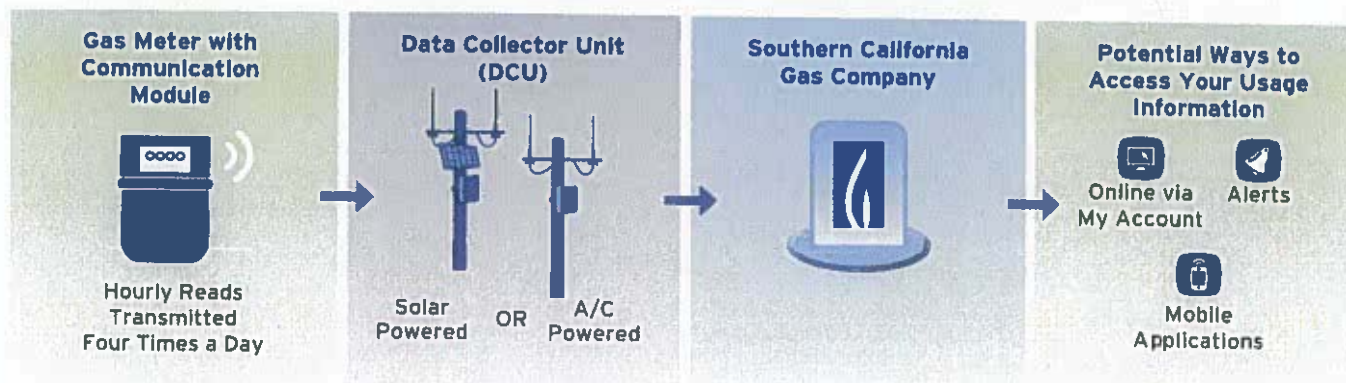 Gas Meter with
Communication
Module
Hourly Reads
Transmitted
Four Times a Day
Data Collector Unit
(DCU)
Solar
Powered
OR
A/C
Powered
Southern California
Gas Company
Potential Ways to
Access Your Usage
Information
Online via
My Account
Alerts
Mobile
Applications